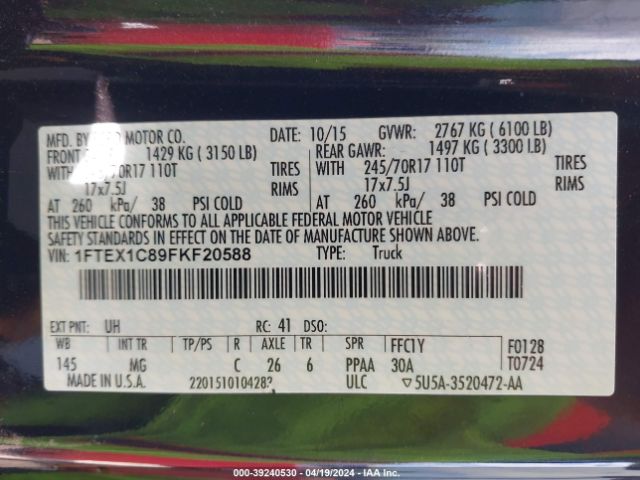 MFD. BY MOTOR CO. DATE: 10/15 GVWR: 2767 KG ( 6100 LB)
FRONT 1429 KG ( 3150 LB) REAR GAWR: 1497 KG ( 3300 LB)
WITH 70R17 110T TIRES WITH 245/70R17 110T TIRES
17x7.5J RIMS 17x7.5J RIMS
AT 260 kPa/ 38 PSI COLD AT 260 kPa/ 38 PSI COLD
THIS VEHICLE CONFORMS TO ALL APPLICABLE FEDERAL MOTOR VEHICLE
SAFETY STANDARDS IN EFFECT ON THE DATE OF MANUFACTURE SHOWN ABOVE.
VIN: 1FTEX1C89FKF20588 TYPE: Truck
EXT PNT: UH RC: 41 DSO:
WB INT TR TP/PS R AXLE TR SPR FFC1Y F0128
145 MG C 26 6 PPAA 30A T0724
MADE IN U.S.A. ULC ▽5U5A-3520472-AA
000-39240530 - 04/19/2024 - IAA Inc.